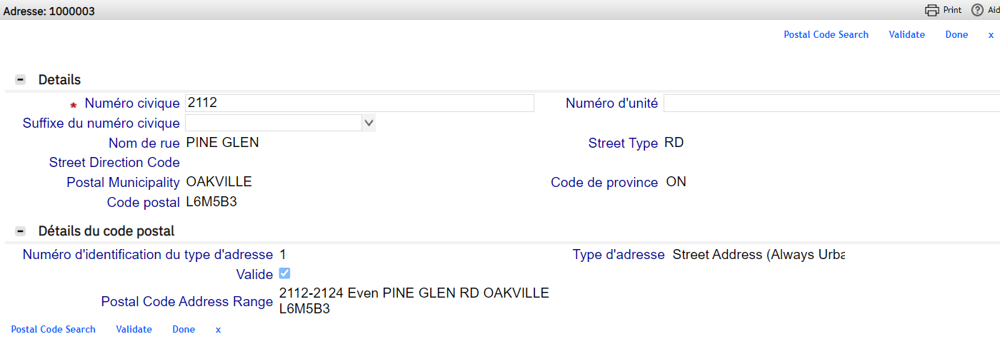 Adresse: 1000003 Print Aid
Postal Code Search Validate Done x
Details
* Numéro civique 2112 Numéro d'unité
Suffixe du numéro civique
Nom de rue PINE GLEN Street Type RD
Street Direction Code
Postal Municipality OAKVILLE Code de province ON
Code postal L6M5B3
Détails du code postal
Numéro d'identification du type d'adresse 1 Type d'adresse Street Address (Always Urba
Valide
Postal Code Address Range 2112-2124 Even PINE GLEN RD OAKVILLE
L6M5B3
Postal Code Search Validate Done x